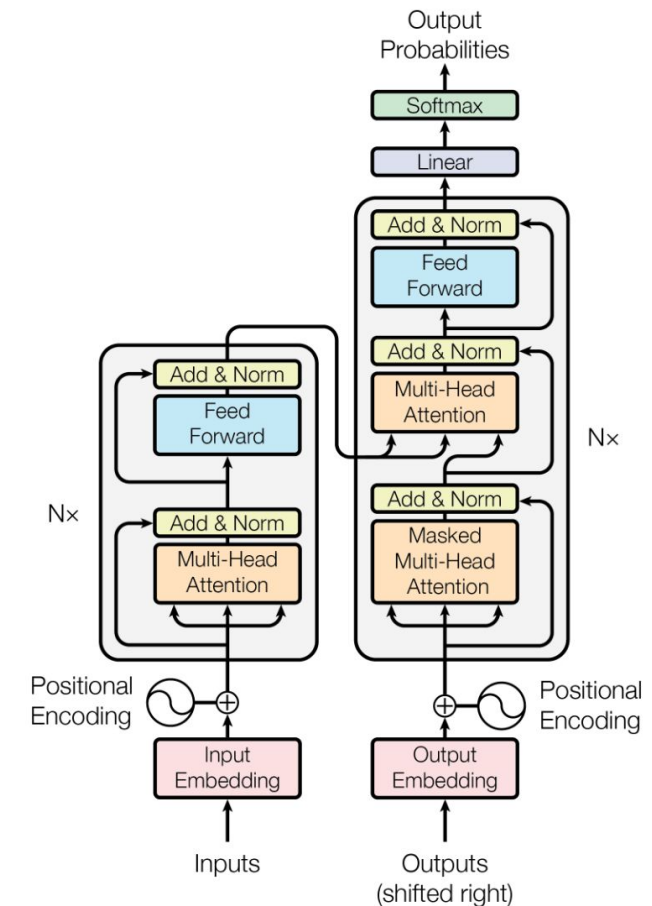 Output
Probabilities
Softmax
Linear
Add & Norm
Feed
Forward
Add & Norm
Multi-Head
Attention
Add & Norm
Masked
Multi-Head
Attention
Nx
Add & Norm
Feed
Forward
Add & Norm
Multi-Head
Attention
Nx
Positional
Encoding
Positional
Encoding
Input
Embedding
Output
Embedding
Inputs
Outputs
(shifted right)